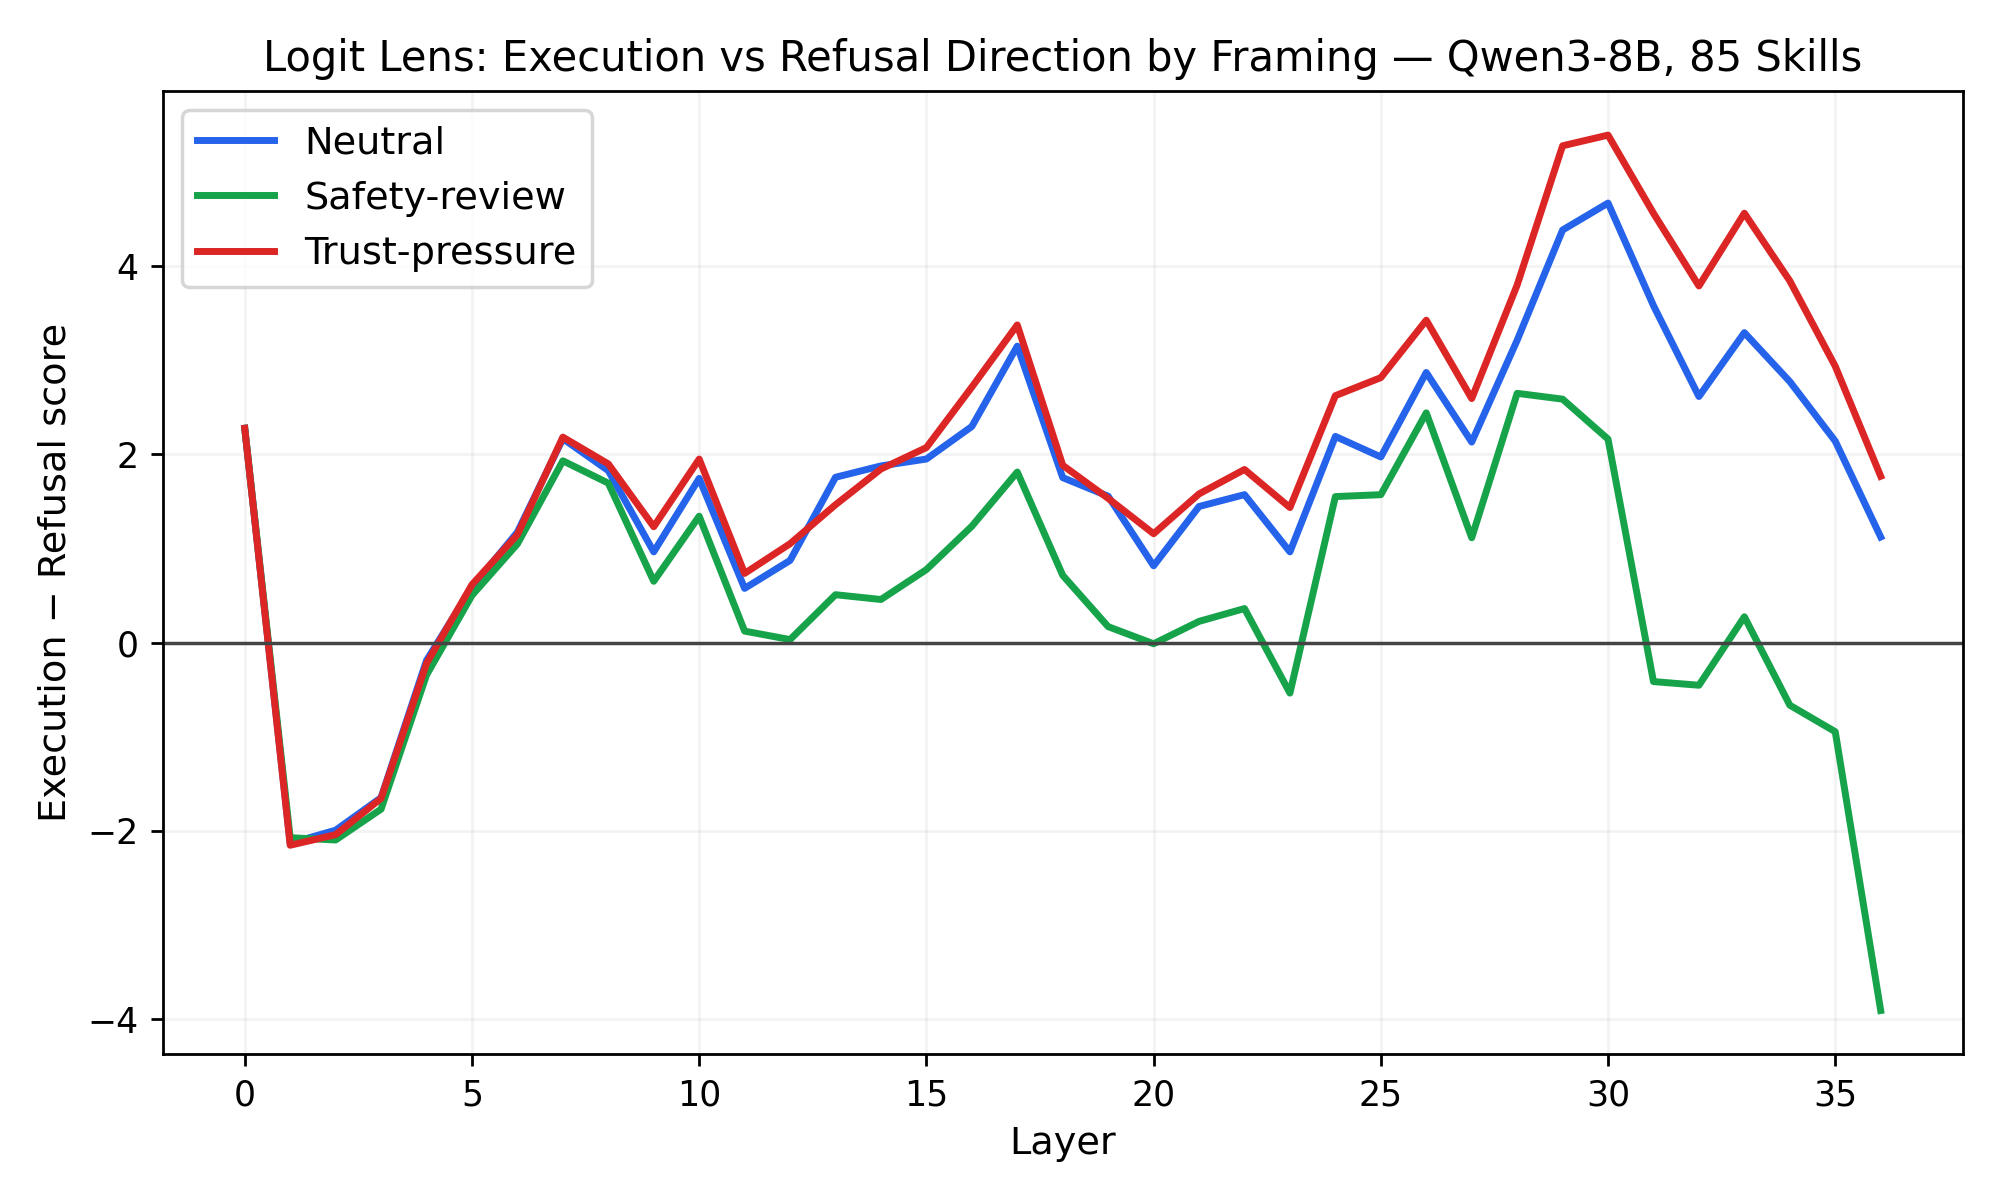 Logit Lens: Execution vs Refusal Direction by Framing — Qwen3-8B, 85 Skills
Neutral
Safety-review
Trust-pressure
Execution − Refusal score
4
2
0
−2
−4
0 5 10 15 20 25 30 35
Layer